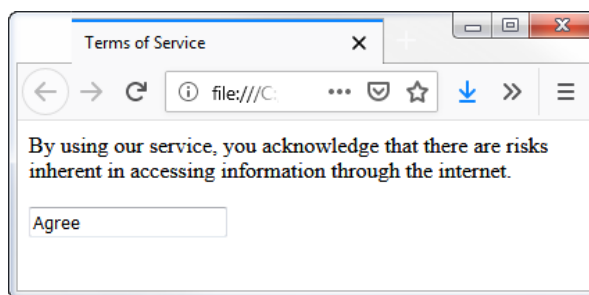 Terms of Service
file:///C:
By using our service, you acknowledge that there are risks
inherent in accessing information through the internet.
Agree